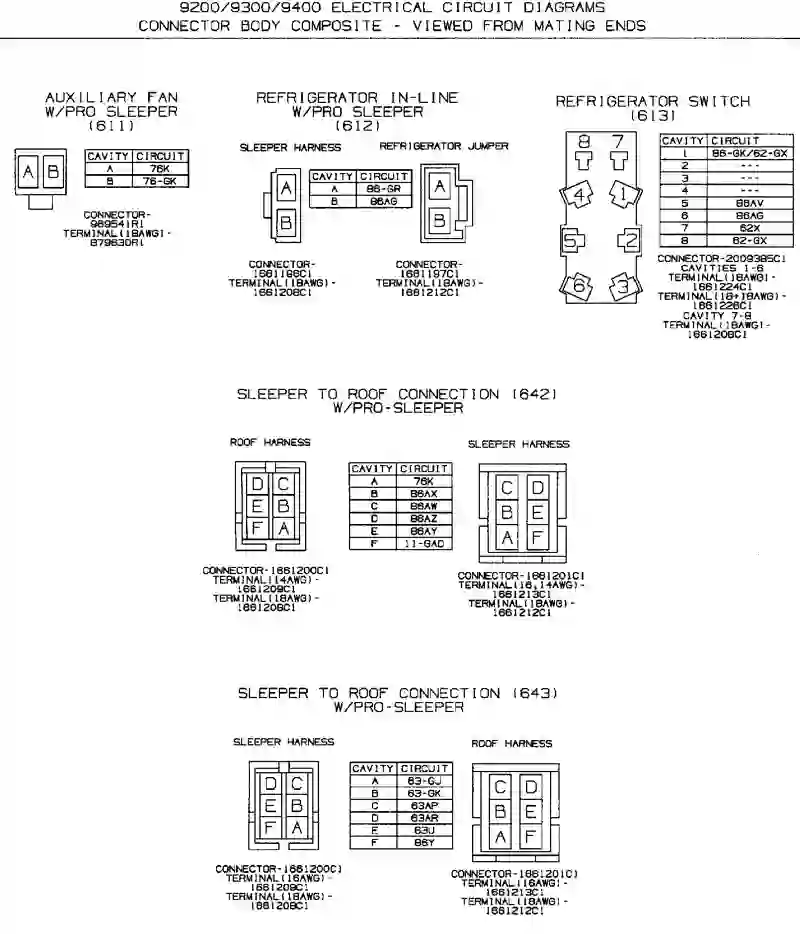 9200/9300/9400 ELECTRICAL CIRCUIT DIAGRAMS
CONNECTOR BODY COMPOSITE - VIEWED FROM MATING ENDS
AUXILIARY FAN
W/PRO SLEEPER
(611)
A B
CAVITY CIRCUIT
A 76K
B 76-GK
CONNECTOR-
989541R1
TERMINAL(18AWG)-
879830R1
REFRIGERATOR IN-LINE
W/PRO SLEEPER
(612)
SLEEPER HARNESS
REFRIGERATOR JUMPER
A
B
CAVITY CIRCUIT
A 86-GR
B 86AG
A
B
CONNECTOR-
1661196C1
TERMINAL(18AWG)-
1661208C1
CONNECTOR-
1661197C1
TERMINAL(18AWG)-
1661212C1
REFRIGERATOR SWITCH
(613)
8 7
4 1
5 2
6 3
CAVITY CIRCUIT
1 86-GK/62-GX
2 ---
3 ---
4 ---
5 86AV
6 86AG
7 62X
8 62-GX
CONNECTOR-2009385C1
CAVITIES 1-6
TERMINAL(18AWG)-
1661224C1
TERMINAL(18+18AWG)-
1661226C1
CAVITY 7-8
TERMINAL(18AWG)-
1661208C1
SLEEPER TO ROOF CONNECTION (642)
W/PRO-SLEEPER
ROOF HARNESS
D C
E B
F A
CAVITY CIRCUIT
A 76K
B 86AX
C 86AW
D 86AZ
E 86AY
F 11-GAD
SLEEPER HARNESS
C D
B E
A F
CONNECTOR-1661200C1
TERMINAL(14AWG)-
1661209C1
TERMINAL(18AWG)-
1661208C1
CONNECTOR-1661201C1
TERMINAL(16,14AWG)-
1661213C1
TERMINAL(18AWG)-
1661212C1
SLEEPER TO ROOF CONNECTION (643)
W/PRO-SLEEPER
SLEEPER HARNESS
D C
E B
F A
CAVITY CIRCUIT
A 63-GJ
B 63-GK
C 63AP
D 63AR
E 63U
F 86Y
ROOF HARNESS
C D
B E
A F
CONNECTOR-1661200C1
TERMINAL(16AWG)-
1661209C1
TERMINAL(18AWG)-
1661208C1
CONNECTOR-1661201C1
TERMINAL(16AWG)-
1661213C1
TERMINAL(18AWG)-
1661212C1